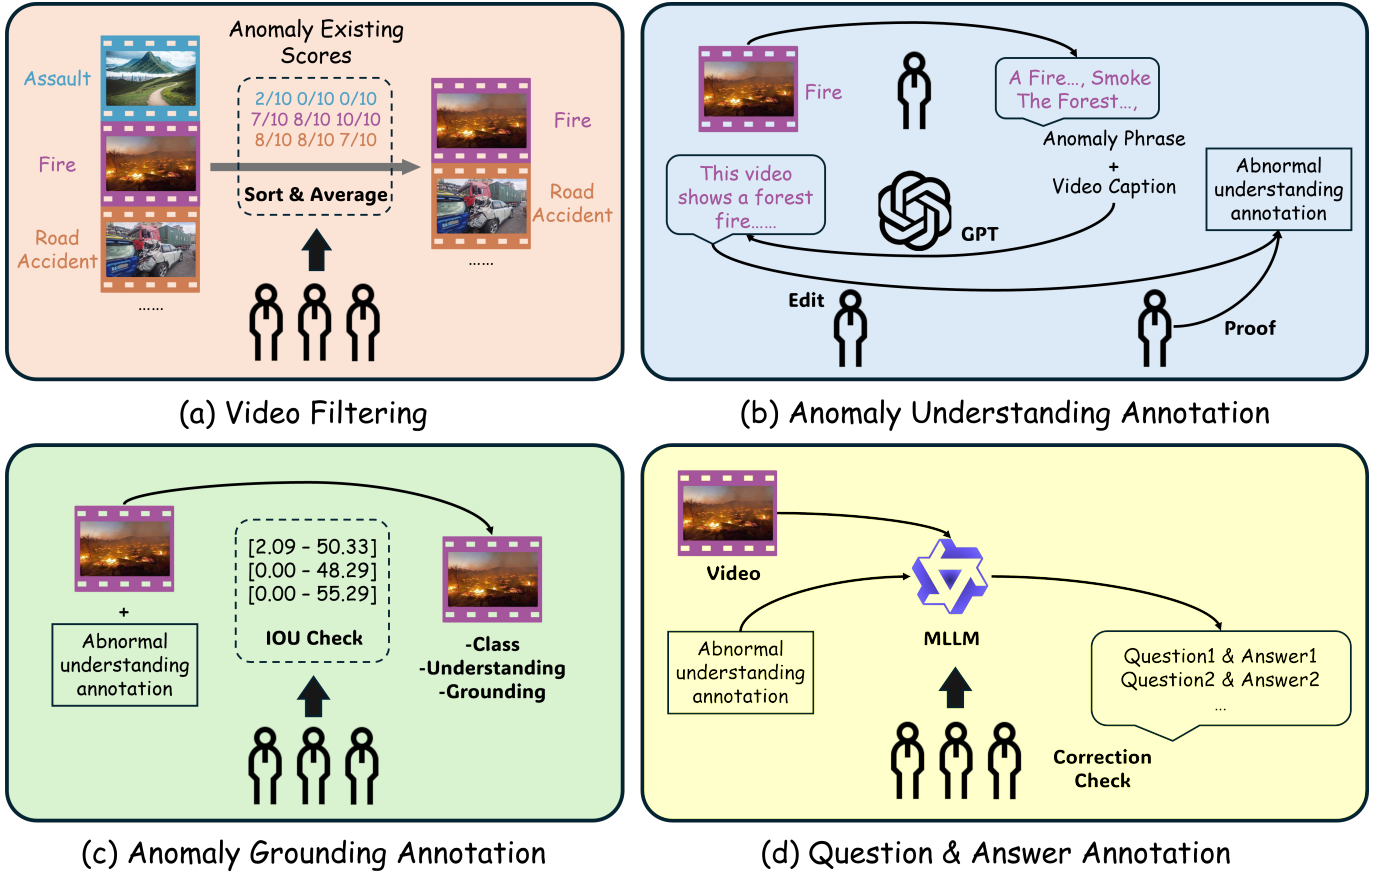 Anomaly Existing
Scores
Assault
Fire
Road
Accident
......
2/10 0/10 0/10
7/10 8/10 10/10
8/10 8/10 7/10
Sort & Average
Fire
Road
Accident
......
(a) Video Filtering
Fire
A Fire..., Smoke
The Forest...,
Anomaly Phrase
+
Video Caption
This video
shows a forest
fire......
GPT
Abnormal
understanding
annotation
Edit
Proof
(b) Anomaly Understanding Annotation
+
Abnormal
understanding
annotation
[2.09 - 50.33]
[0.00 - 48.29]
[0.00 - 55.29]
IOU Check
-Class
-Understanding
-Grounding
(c) Anomaly Grounding Annotation
Video
Abnormal
understanding
annotation
MLLM
Question1 & Answer1
Question2 & Answer2
...
Correction
Check
(d) Question & Answer Annotation